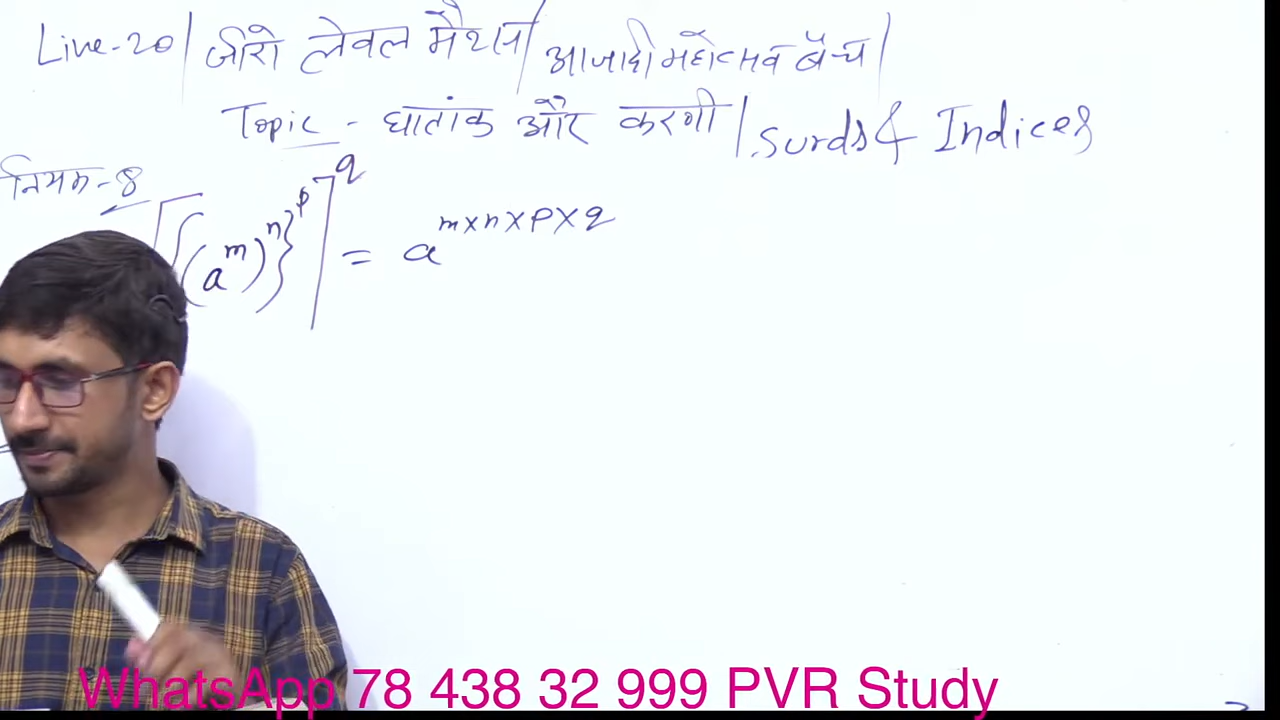 Live-20 | जीरो लेवल मैथ्स | आजादी महोत्सव बैच |
Topic - घातांक और करणी | Surds & Indices
नियम-8
[{(a^m)^n}^p]^q = a^{m×n×p×q}
WhatsApp 78 438 32 999 PVR Study